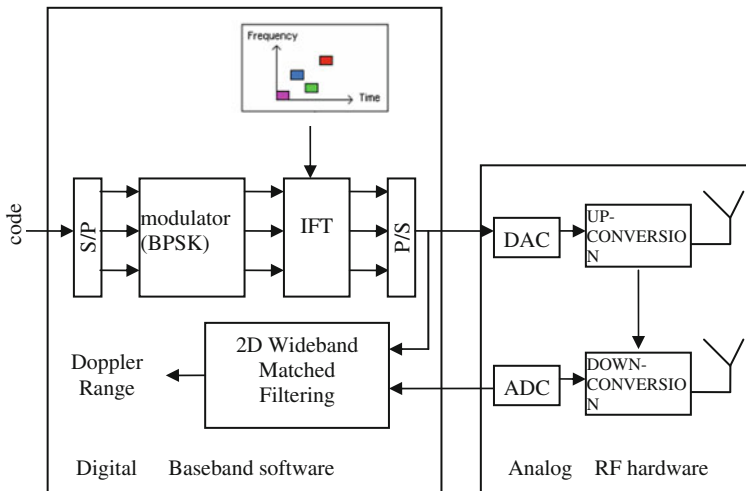 Frequency
Time
code
S/P
modulator
(BPSK)
IFT
P/S
DAC
UP-
CONVERSIO
N
Doppler
Range
2D Wideband
Matched
Filtering
ADC
DOWN-
CONVERSIO
N
Digital Baseband software
Analog RF hardware